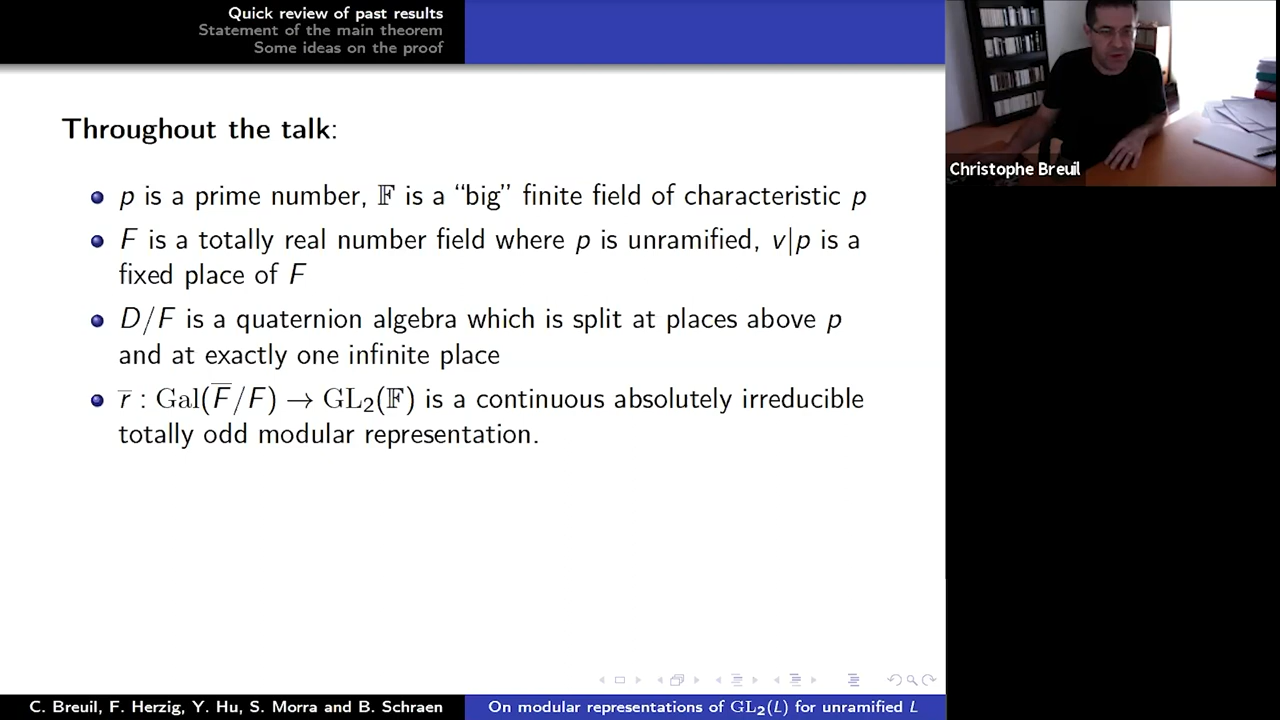 Quick review of past results
Statement of the main theorem
Some ideas on the proof
Throughout the talk:
p is a prime number, 𝔽 is a “big” finite field of characteristic p
F is a totally real number field where p is unramified, v|p is a
fixed place of F
D/F is a quaternion algebra which is split at places above p
and at exactly one infinite place
r̅ : Gal(F̅/F) → GL₂(𝔽) is a continuous absolutely irreducible
totally odd modular representation.
Christophe Breuil
C. Breuil, F. Herzig, Y. Hu, S. Morra and B. Schraen
On modular representations of GL₂(L) for unramified L